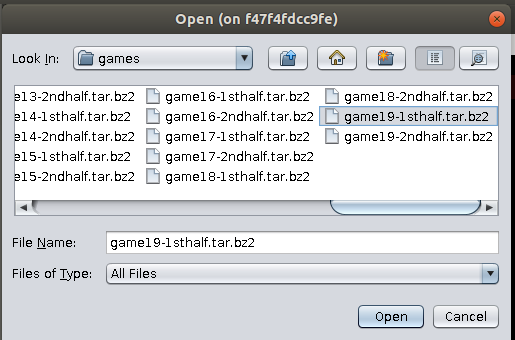 Open (on f47f4fdcc9fe)
Look In: games
e13-2ndhalf.tar.bz2 game16-1sthalf.tar.bz2 game18-2ndhalf.tar.bz2
e14-1sthalf.tar.bz2 game16-2ndhalf.tar.bz2 game19-1sthalf.tar.bz2
e14-2ndhalf.tar.bz2 game17-1sthalf.tar.bz2 game19-2ndhalf.tar.bz2
e15-1sthalf.tar.bz2 game17-2ndhalf.tar.bz2
e15-2ndhalf.tar.bz2 game18-1sthalf.tar.bz2
File Name: game19-1sthalf.tar.bz2
Files of Type: All Files
Open Cancel